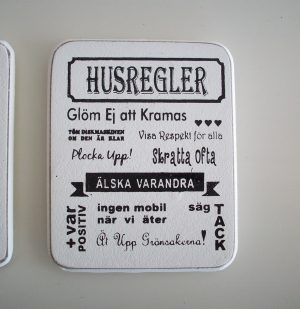 HUSREGLER
Glöm Ej att Kramas
TÖM DISKMASKINEN
OM DEN ÄR KLAR
Visa Respekt för alla
Plocka Upp!
Skratta Ofta
ÄLSKA VARANDRA
+var
POSITIV
ingen mobil
när vi äter
säg
TACK
Ät Upp Grönsakerna!